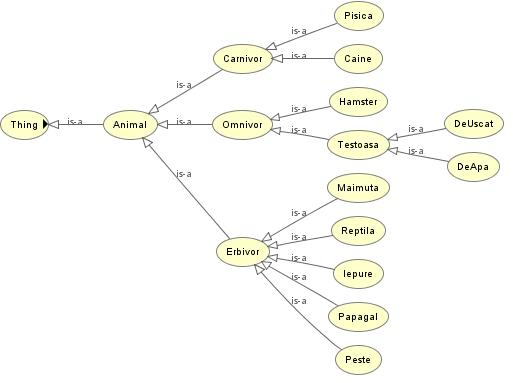 Pisica
is-a
Carnivor
is-a
Caine
is-a
Hamster
is-a
Thing
is-a
Animal
is-a
Omnivor
is-a
DeUscat
is-a
Testoasa
is-a
DeApa
is-a
Maimuta
is-a
is-a
Reptila
is-a
Erbivor
is-a
Iepure
is-a
Papagal
is-a
Peste